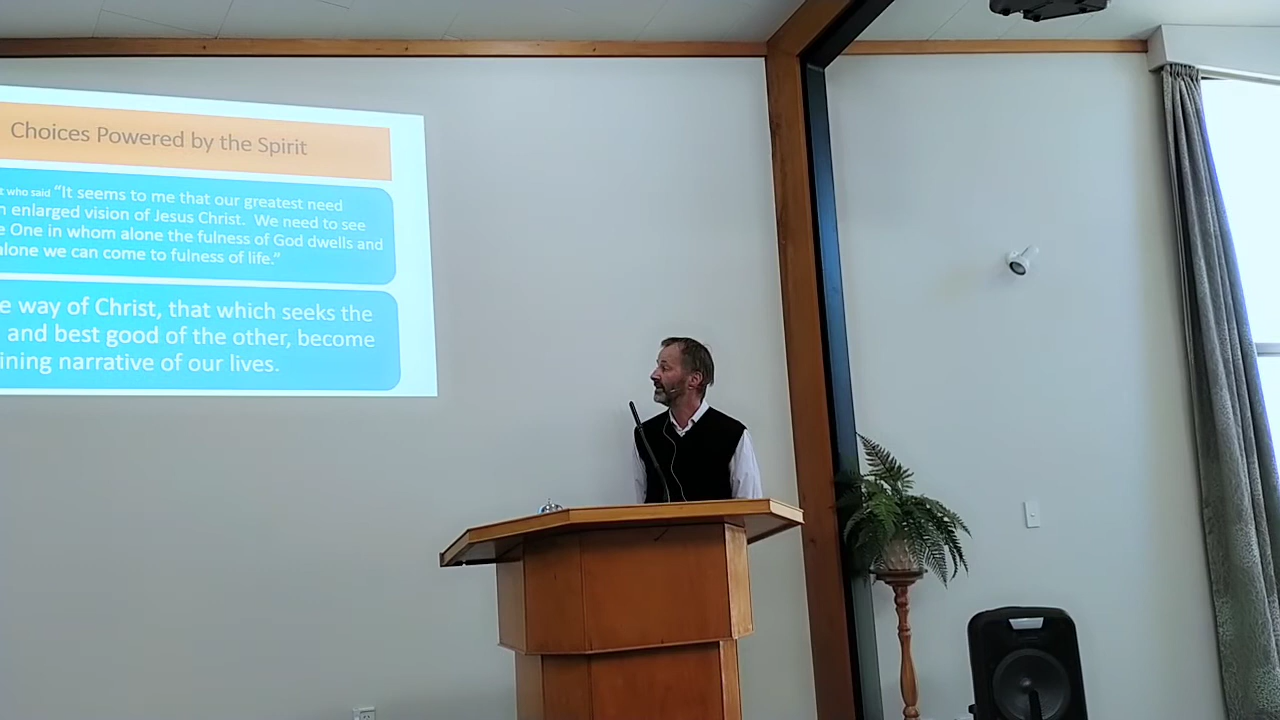 Choices Powered by the Spirit
who said “It seems to me that our greatest need
enlarged vision of Jesus Christ. We need to see
One in whom alone the fulness of God dwells and
alone we can come to fulness of life.”
way of Christ, that which seeks the
and best good of the other, become
narrative of our lives.